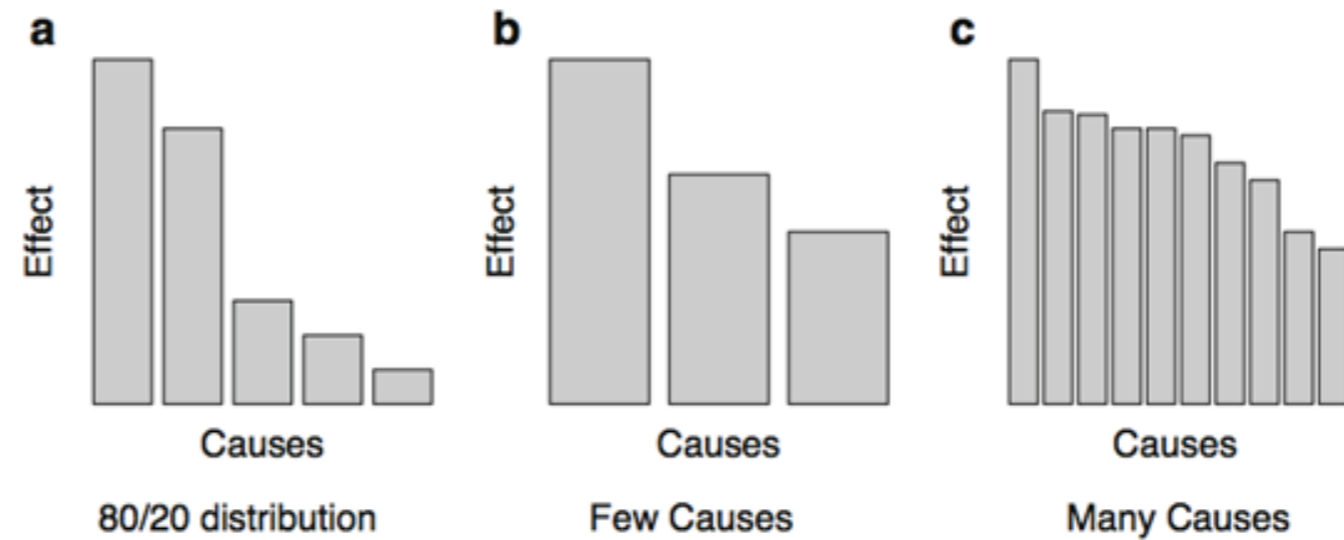 a
Effect
Causes
80/20 distribution
b
Effect
Causes
Few Causes
c
Effect
Causes
Many Causes